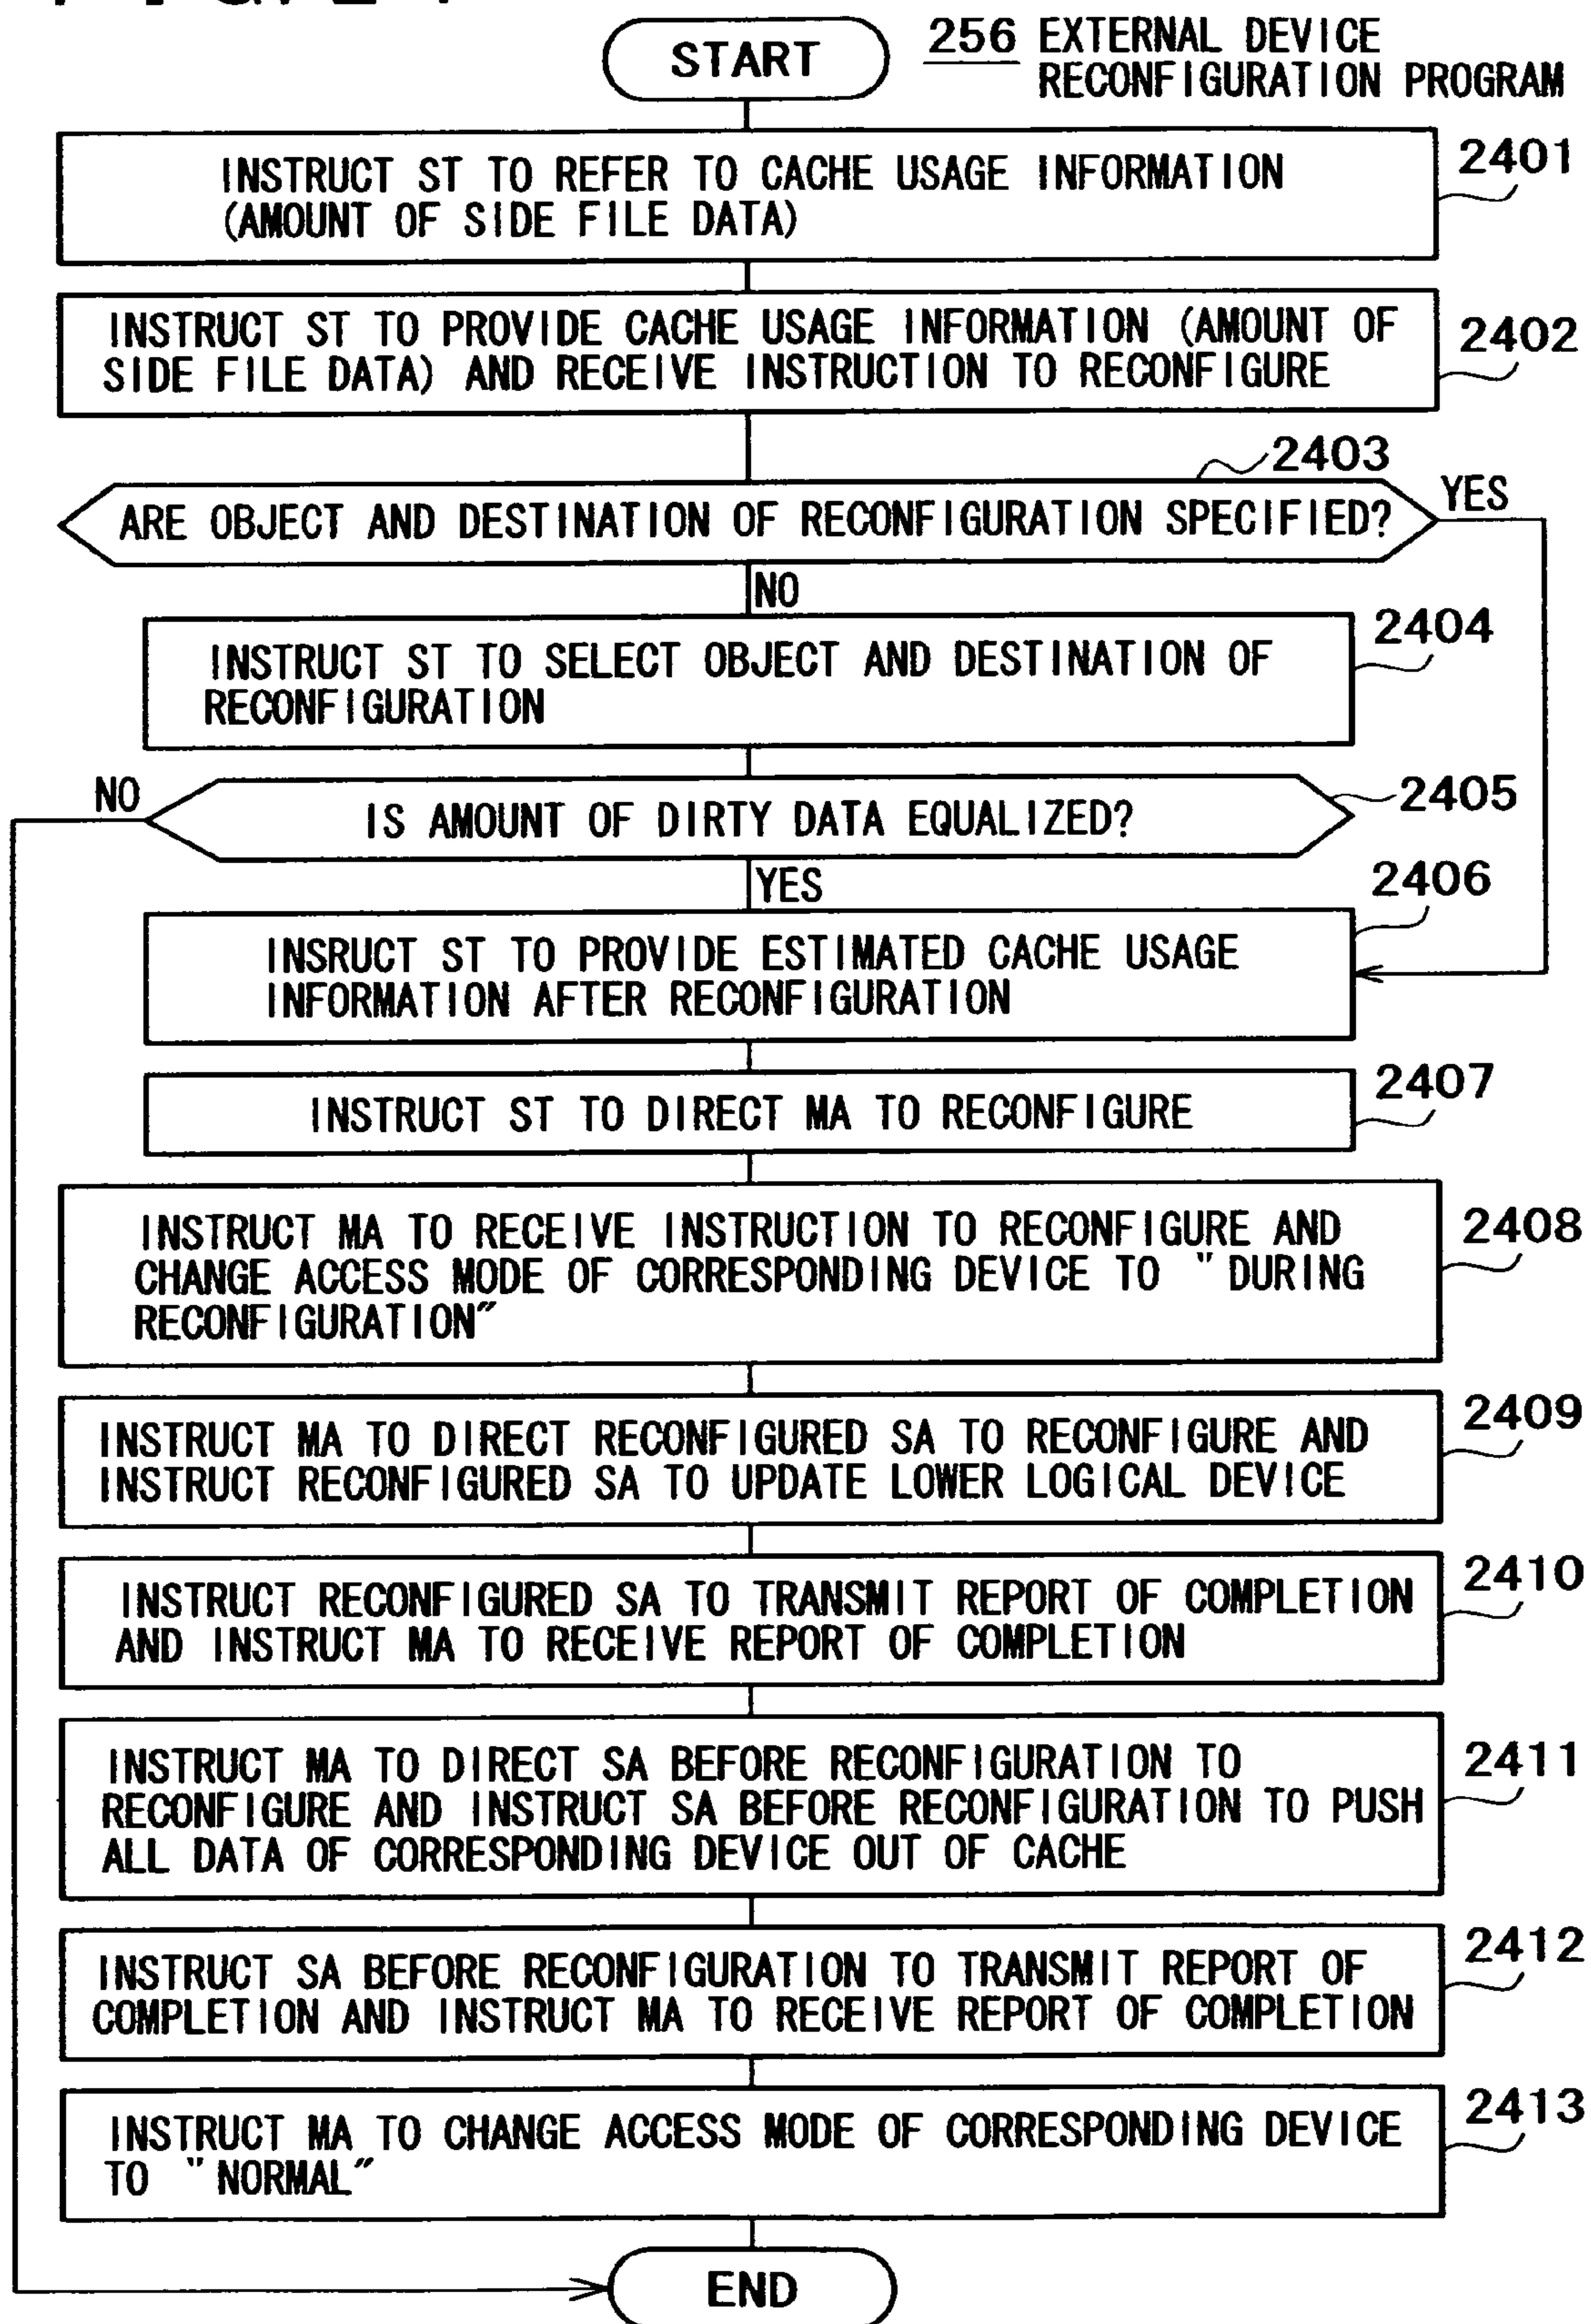 START
256 EXTERNAL DEVICE
RECONFIGURATION PROGRAM
INSTRUCT ST TO REFER TO CACHE USAGE INFORMATION
(AMOUNT OF SIDE FILE DATA)
2401
INSTRUCT ST TO PROVIDE CACHE USAGE INFORMATION (AMOUNT OF
SIDE FILE DATA) AND RECEIVE INSTRUCTION TO RECONFIGURE
2402
2403
ARE OBJECT AND DESTINATION OF RECONFIGURATION SPECIFIED?
YES
NO
INSTRUCT ST TO SELECT OBJECT AND DESTINATION OF
RECONFIGURATION
2404
NO
IS AMOUNT OF DIRTY DATA EQUALIZED?
2405
YES
2406
INSRUCT ST TO PROVIDE ESTIMATED CACHE USAGE
INFORMATION AFTER RECONFIGURATION
INSTRUCT ST TO DIRECT MA TO RECONFIGURE
2407
INSTRUCT MA TO RECEIVE INSTRUCTION TO RECONFIGURE AND
CHANGE ACCESS MODE OF CORRESPONDING DEVICE TO "DURING
RECONFIGURATION"
2408
INSTRUCT MA TO DIRECT RECONFIGURED SA TO RECONFIGURE AND
INSTRUCT RECONFIGURED SA TO UPDATE LOWER LOGICAL DEVICE
2409
INSTRUCT RECONFIGURED SA TO TRANSMIT REPORT OF COMPLETION
AND INSTRUCT MA TO RECEIVE REPORT OF COMPLETION
2410
INSTRUCT MA TO DIRECT SA BEFORE RECONFIGURATION TO
RECONFIGURE AND INSTRUCT SA BEFORE RECONFIGURATION TO PUSH
ALL DATA OF CORRESPONDING DEVICE OUT OF CACHE
2411
INSTRUCT SA BEFORE RECONFIGURATION TO TRANSMIT REPORT OF
COMPLETION AND INSTRUCT MA TO RECEIVE REPORT OF COMPLETION
2412
INSTRUCT MA TO CHANGE ACCESS MODE OF CORRESPONDING DEVICE
TO "NORMAL"
2413
END